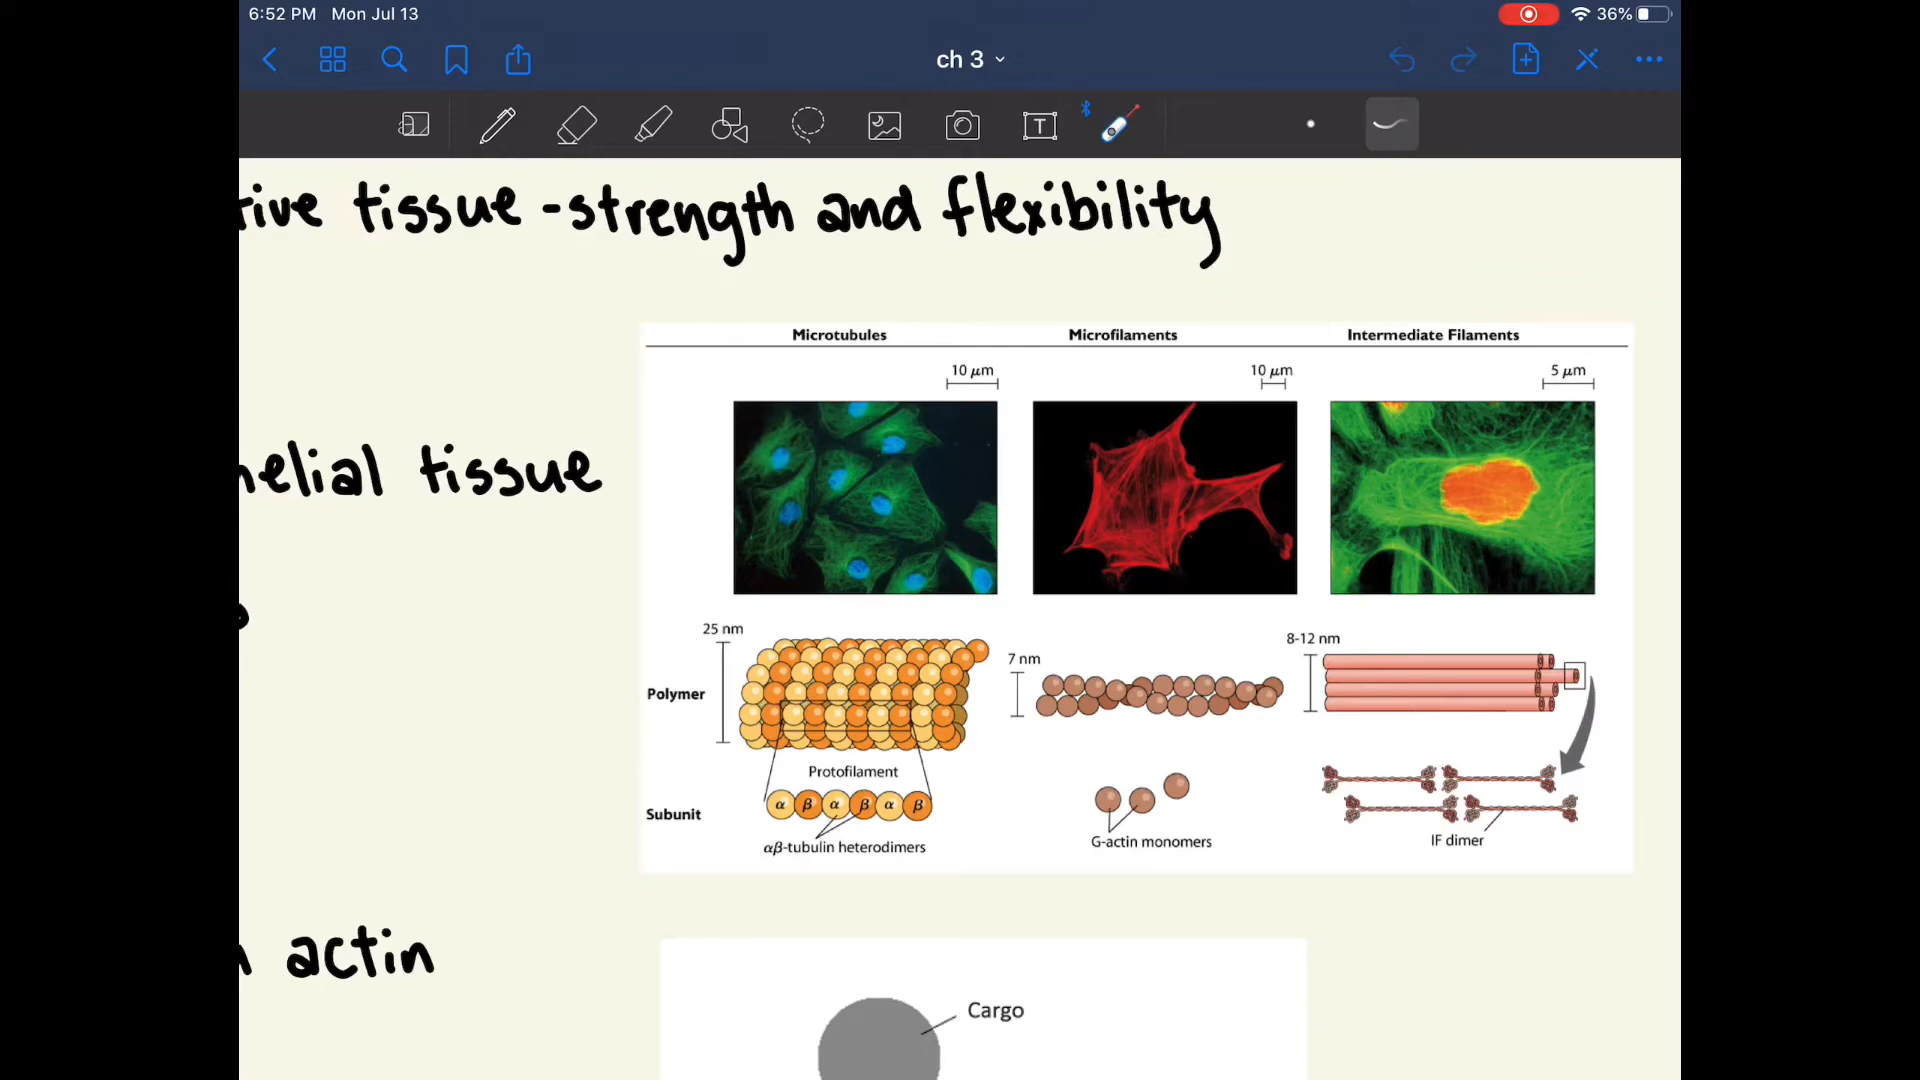 6:52 PM Mon Jul 13
36%
ch 3
T
tissue - strength and flexibility
Microtubules Microfilaments Intermediate Filaments
10 μm 10 μm 5 μm
tissue
25 nm
7 nm
8-12 nm
Polymer
Protofilament
Subunit
α β α β α β
αβ-tubulin heterodimers
G-actin monomers
IF dimer
actin
Cargo